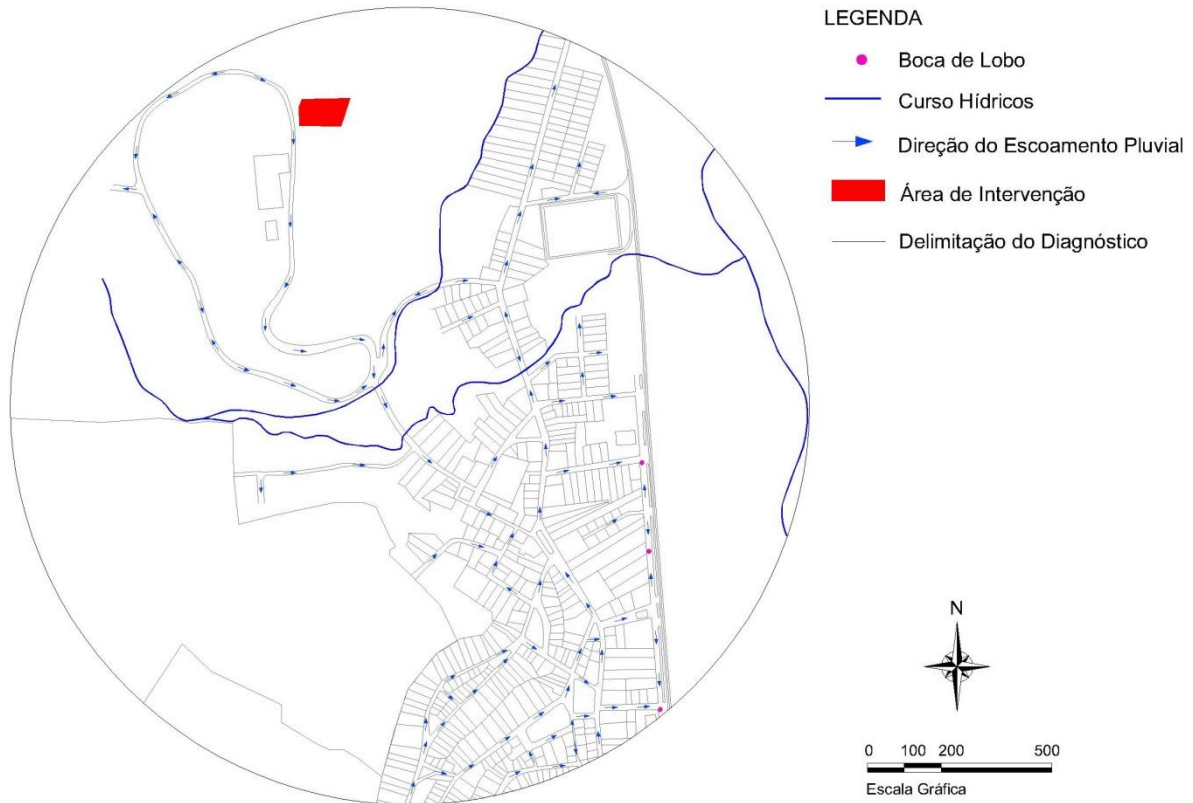 LEGENDA
Boca de Lobo
Curso Hídricos
Direção do Escoamento Pluvial
Área de Intervenção
Delimitação do Diagnóstico
N
0 100 200 500
Escala Gráfica